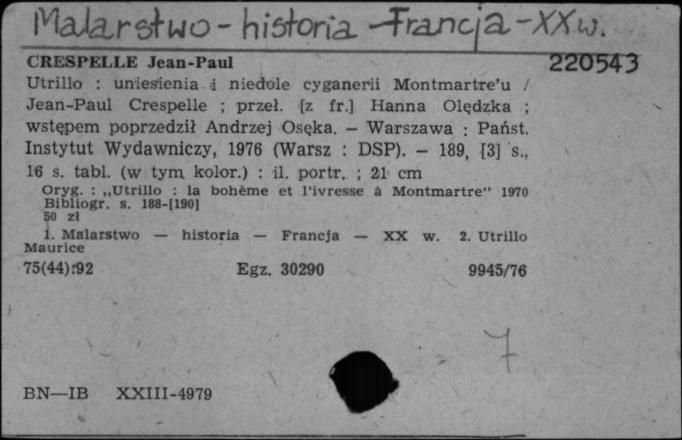 Malarstwo - historia - Francja - XX w.
CRESPELLE Jean-Paul 220543
Utrillo : uniesienia i niedole cyganerii Montmartre'u /
Jean-Paul Crespelle ; przeł. [z fr.] Hanna Olędzka ;
wstępem poprzedził Andrzej Osęka. — Warszawa : Państ.
Instytut Wydawniczy, 1976 (Warsz : DSP). — 189, [3] s.,
16 s. tabl. (w tym kolor.) : il. portr. ; 21 cm
Oryg. : „Utrillo : la bohème et l'ivresse à Montmartre" 1970
Bibliogr. s. 188-[190]
50 zł
1. Malarstwo — historia — Francja — XX w. 2. Utrillo
Maurice
75(44):92 Egz. 30290 9945/76
7
BN—IB XXIII-4979